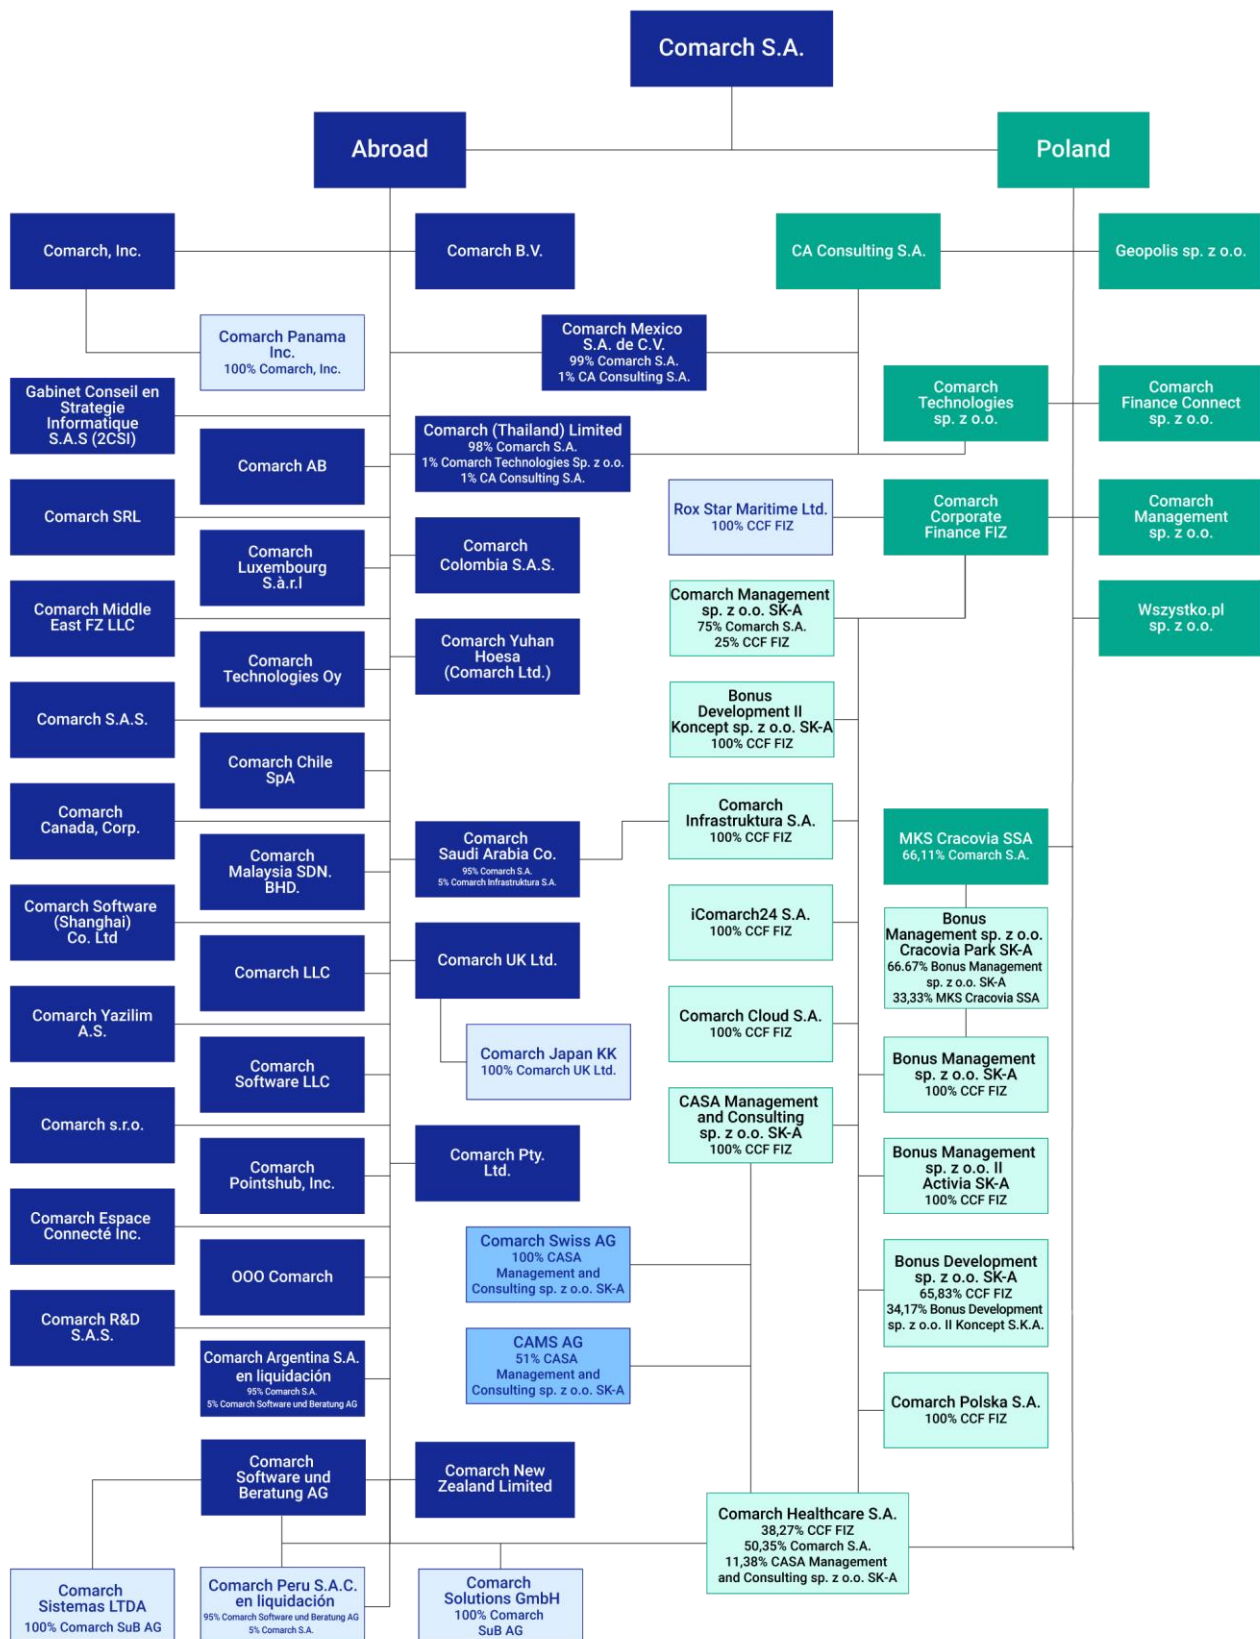 Comarch S.A.
Abroad
Poland
Comarch, Inc.
Comarch B.V.
CA Consulting S.A.
Geopolis sp. z o.o.
Comarch Panama
Inc.
100% Comarch, Inc.
Comarch Mexico
S.A. de C.V.
99% Comarch S.A.
1% CA Consulting S.A.
Gabinet Conseil en
Strategie
Informatique
S.A.S (2CSI)
Comarch
Technologies
sp. z o.o.
Comarch
Finance Connect
sp. z o.o.
Comarch AB
Comarch (Thailand) Limited
98% Comarch S.A.
1% Comarch Technologies Sp. z o.o.
1% CA Consulting S.A.
Comarch SRL
Rox Star Maritime Ltd.
100% CCF FIZ
Comarch
Corporate
Finance FIZ
Comarch
Management
sp. z o.o.
Comarch
Luxembourg
S.à.r.l
Comarch
Colombia S.A.S.
Comarch Middle
East FZ LLC
Comarch Management
sp. z o.o. SK-A
75% Comarch S.A.
25% CCF FIZ
Wszystko.pl
sp. z o.o.
Comarch
Technologies Oy
Comarch Yuhan
Hoesa
(Comarch Ltd.)
Comarch S.A.S.
Bonus
Development II
Koncept sp. z o.o. SK-A
100% CCF FIZ
Comarch Chile
SpA
Comarch
Canada, Corp.
Comarch
Infrastruktura S.A.
100% CCF FIZ
Comarch
Malaysia SDN.
BHD.
Comarch
Saudi Arabia Co.
95% Comarch S.A.
5% Comarch Infrastruktura S.A.
MKS Cracovia SSA
66,11% Comarch S.A.
Comarch Software
(Shanghai)
Co. Ltd
iComarch24 S.A.
100% CCF FIZ
Bonus
Management sp. z o.o.
Cracovia Park SK-A
66.67% Bonus Management
sp. z o.o. SK-A
33,33% MKS Cracovia SSA
Comarch LLC
Comarch UK Ltd.
Comarch Yazilim
A.S.
Comarch Cloud S.A.
100% CCF FIZ
Comarch
Software LLC
Comarch Japan KK
100% Comarch UK Ltd.
Bonus Management
sp. z o.o. SK-A
100% CCF FIZ
Comarch s.r.o.
CASA Management
and Consulting
sp. z o.o. SK-A
100% CCF FIZ
Comarch
Pointshub, Inc.
Comarch Pty.
Ltd.
Bonus Management
sp. z o.o. II
Activia SK-A
100% CCF FIZ
Comarch Espace
Connecté Inc.
Comarch Swiss AG
100% CASA
Management and
Consulting sp. z o.o. SK-A
OOO Comarch
Bonus Development
sp. z o.o. SK-A
65,83% CCF FIZ
34,17% Bonus Development
sp. z o.o. II Koncept S.K.A.
Comarch R&D
S.A.S.
CAMS AG
51% CASA
Management and
Consulting sp. z o.o. SK-A
Comarch Argentina S.A.
en liquidación
95% Comarch S.A.
5% Comarch Software und Beratung AG
Comarch Polska S.A.
100% CCF FIZ
Comarch
Software und
Beratung AG
Comarch New
Zealand Limited
Comarch Healthcare S.A.
38,27% CCF FIZ
50,35% Comarch S.A.
11,38% CASA Management
and Consulting sp. z o.o. SK-A
Comarch
Sistemas LTDA
100% Comarch SuB AG
Comarch Peru S.A.C.
en liquidación
95% Comarch Software und Beratung AG
5% Comarch S.A.
Comarch
Solutions GmbH
100% Comarch
SuB AG